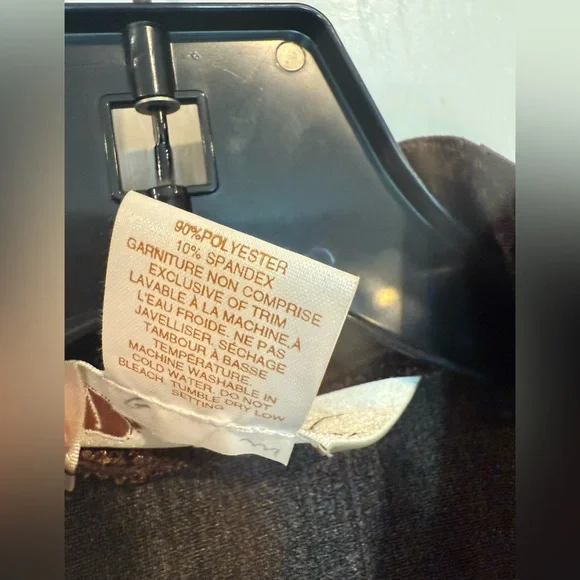 90%POLYESTER
10% SPANDEX
GARNITURE NON COMPRISE
EXCLUSIVE OF TRIM
LAVABLE À LA MACHINE,À
L'EAU FROIDE, NE PAS
JAVELLISER, SÉCHAGE
TAMBOUR À BASSE
TEMPERATURE.
MACHINE WASHABLE IN
COLD WATER, DO NOT
BLEACH, TUMBLE DRY LOW
SETTING